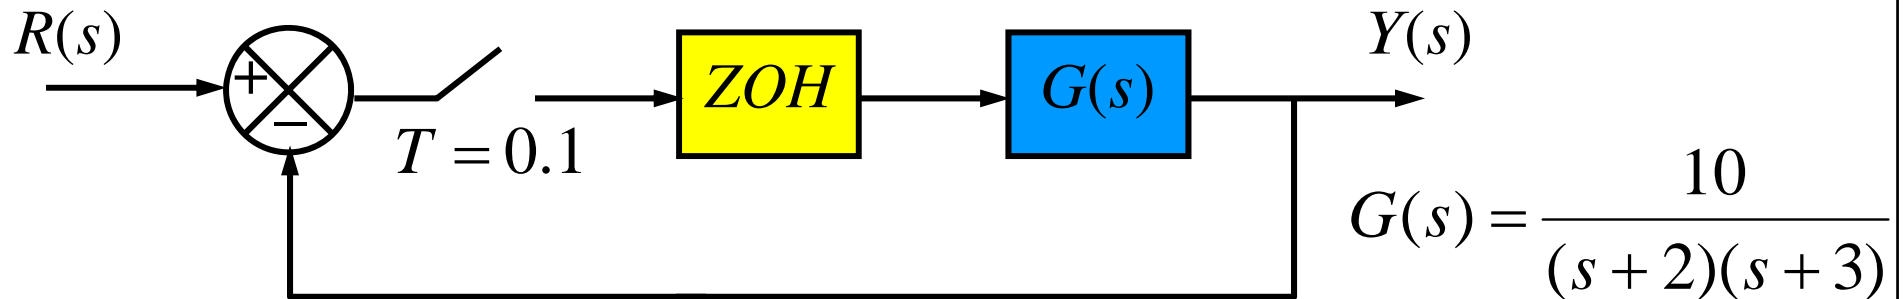 R(s)
+
−
T = 0.1
ZOH
G(s)
Y(s)
G(s) = 10 / (s + 2)(s + 3)